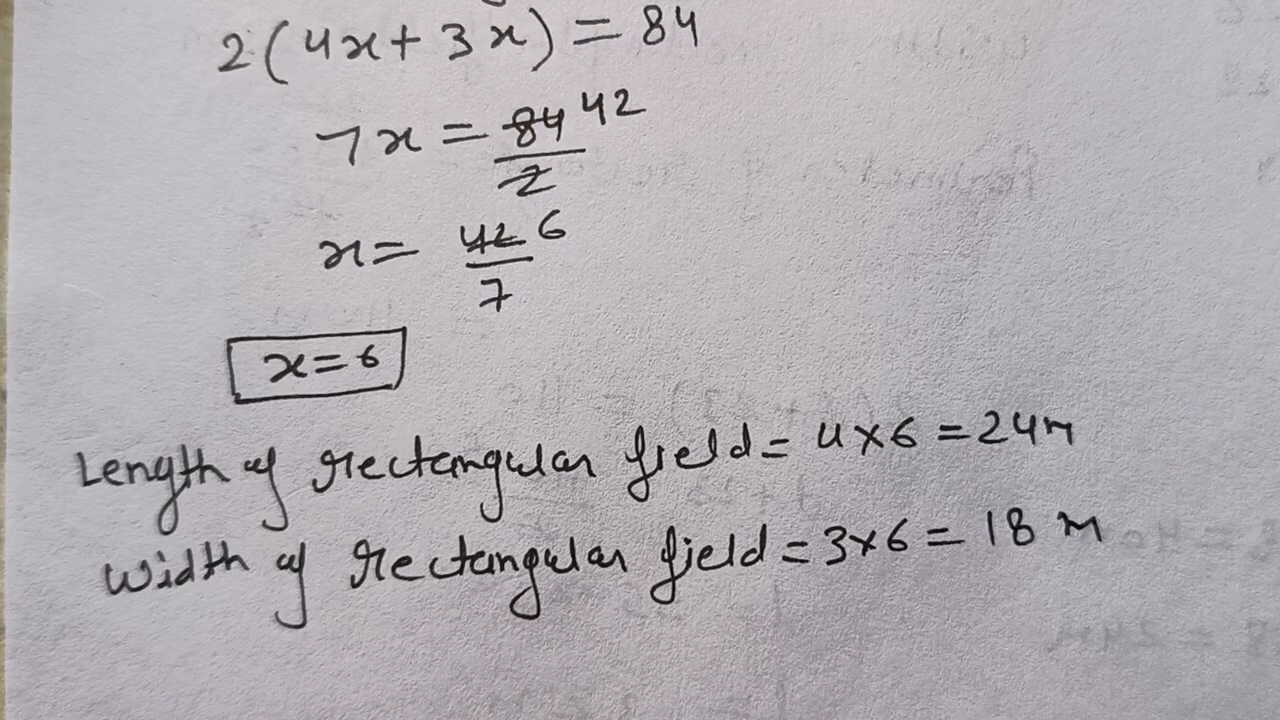 2(4x+3x)=84
7x = 84 42
2
x= 42 6
7
x=6
Length of rectangular field = 4×6 = 24m
Width of rectangular field = 3×6 = 18 m